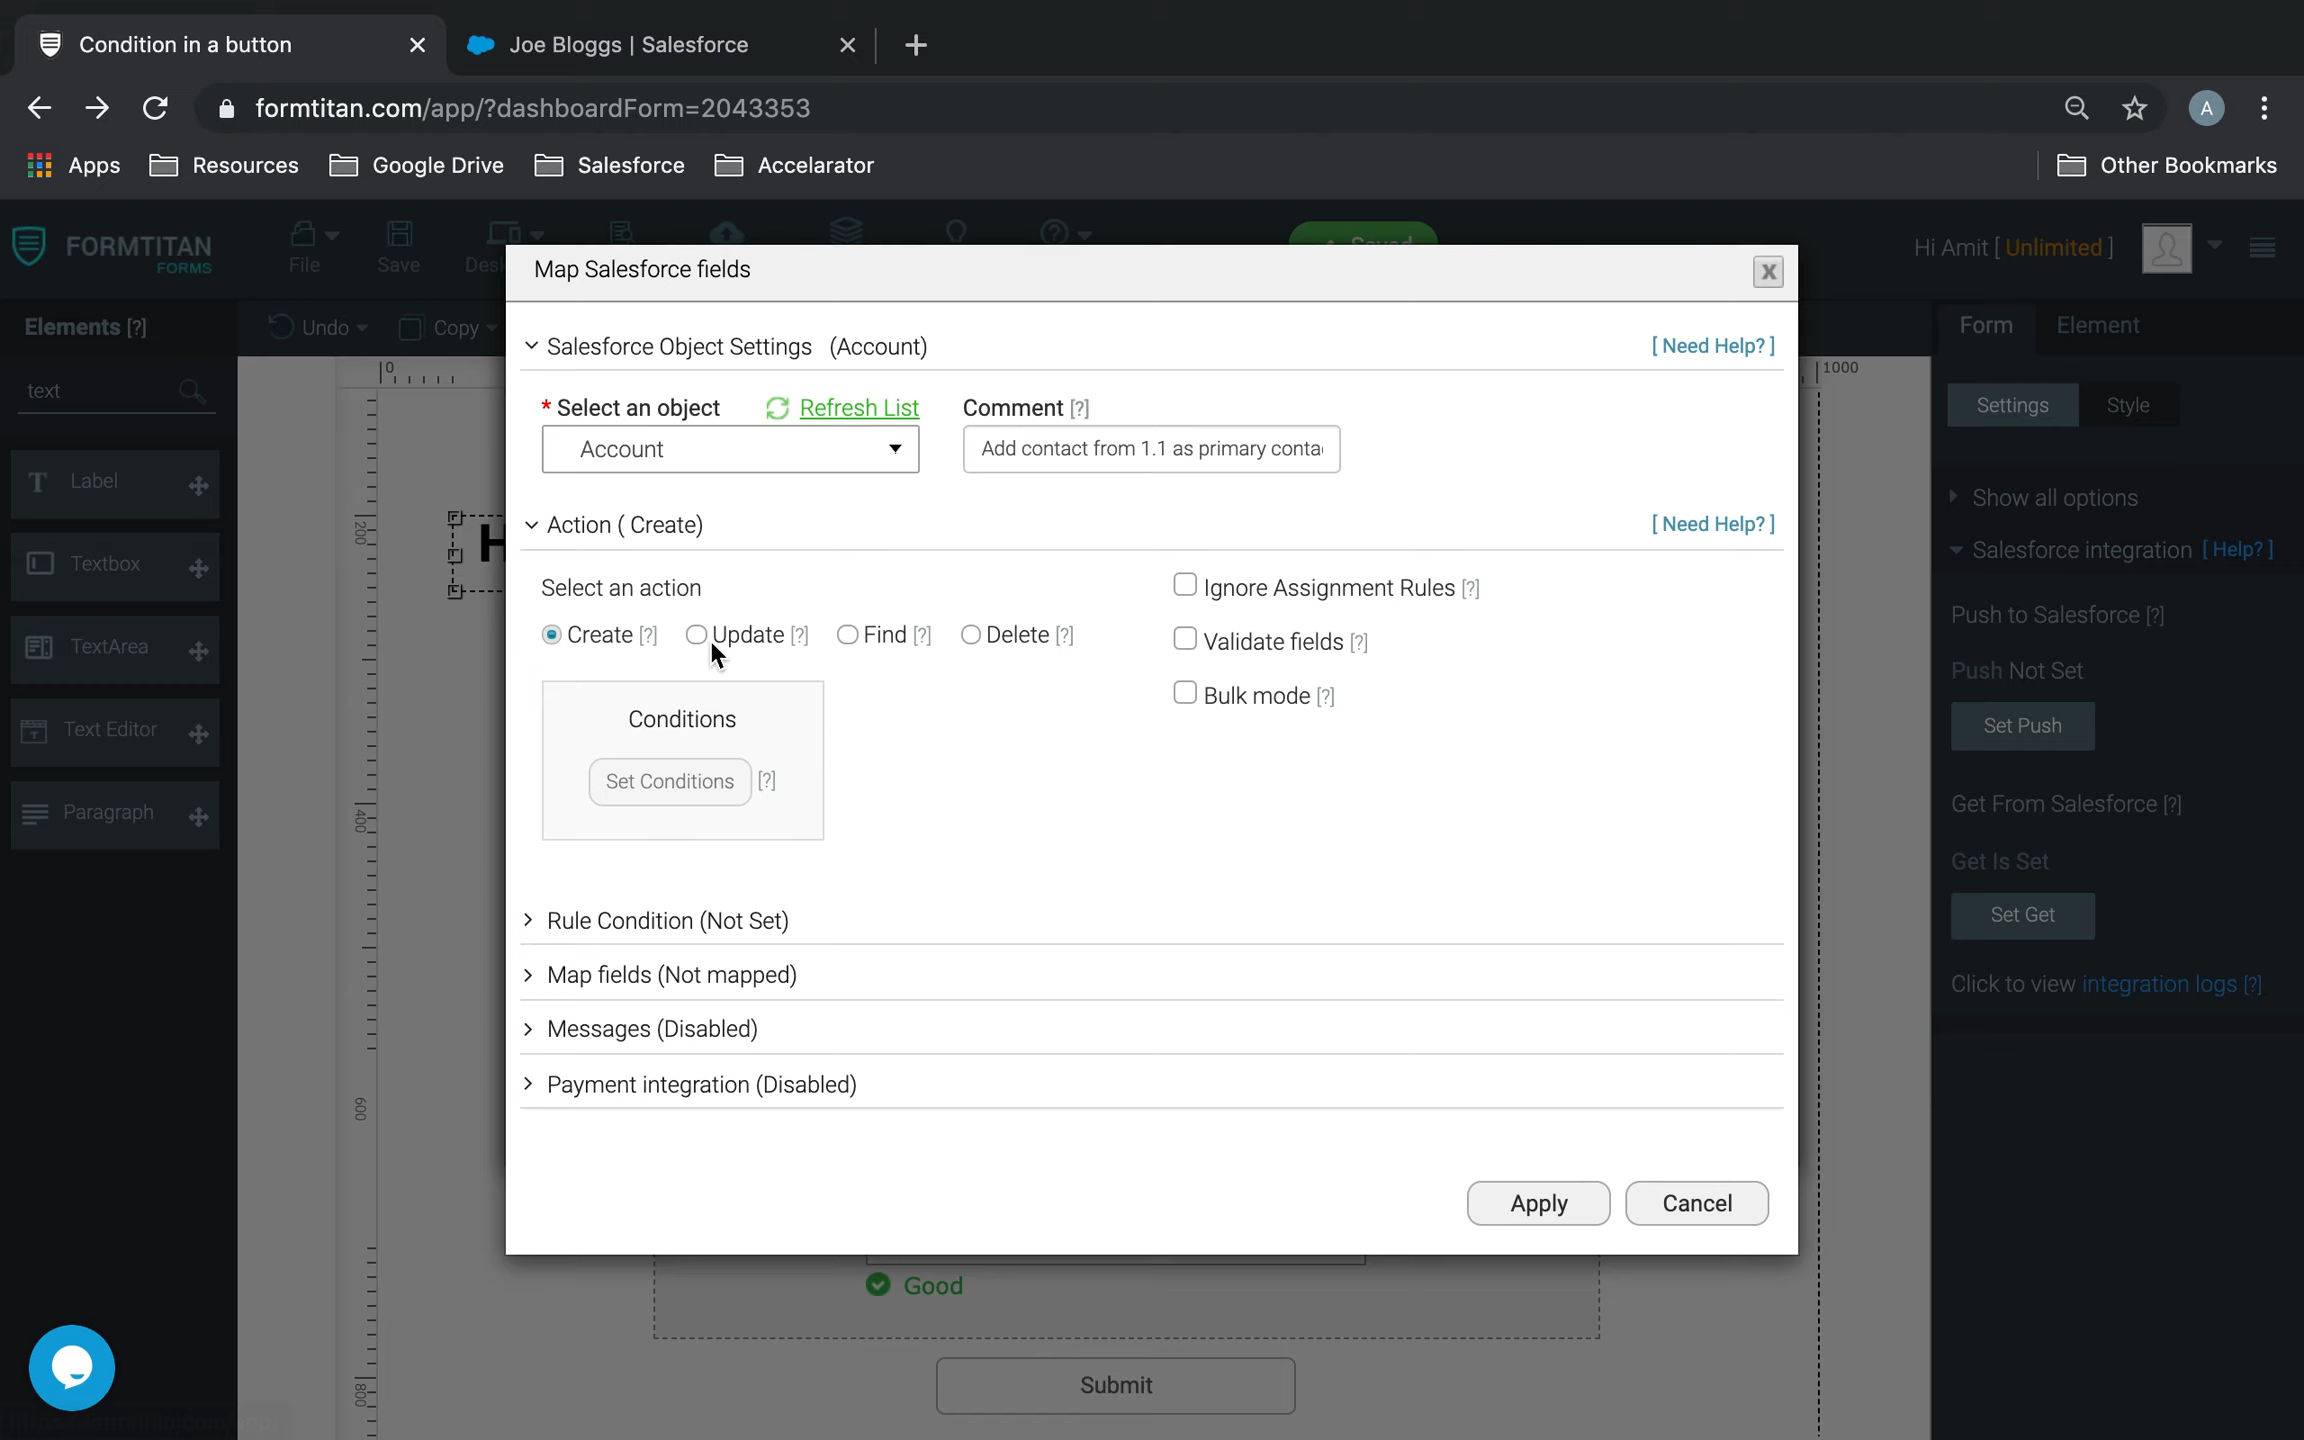 Condition in a button
Joe Bloggs | Salesforce
formtitan.com/app/?dashboardForm=2043353
A
Apps
Resources
Google Drive
Salesforce
Accelarator
Other Bookmarks
FORMTITAN
FORMS
File
Save
Saved
Hi Amit [ Unlimited ]
Map Salesforce fields
X
Elements [?]
Undo
Copy
Form
Element
text
Salesforce Object Settings (Account)
[ Need Help? ]
0
1000
* Select an object
Refresh List
Comment [?]
Account
Add contact from 1.1 as primary conta
Settings
Style
Label
Textbox
TextArea
Text Editor
Paragraph
200
400
600
800
H
Action ( Create)
[ Need Help? ]
Select an action
Create [?]
Update [?]
Find [?]
Delete [?]
Ignore Assignment Rules [?]
Validate fields [?]
Bulk mode [?]
Conditions
Set Conditions [?]
Show all options
Salesforce integration [ Help? ]
Push to Salesforce [?]
Push Not Set
Set Push
Get From Salesforce [?]
Get Is Set
Set Get
Click to view integration logs [?]
Rule Condition (Not Set)
Map fields (Not mapped)
Messages (Disabled)
Payment integration (Disabled)
Apply
Cancel
Good
Submit